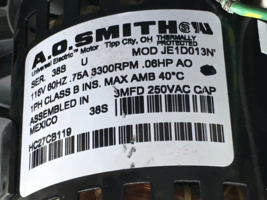 A.O. SMITH
Universal Electric™ Motor Tipp City, OH THERMALLY PROTECTED
SER. 38S U MOD JE1D013N
115V 60HZ .75A 3300RPM .06HP AO
1PH CLASS B INS. MAX AMB 40°C
ASSEMBLED IN MEXICO 38S 3MFD 250VAC CAP
HC27CB119